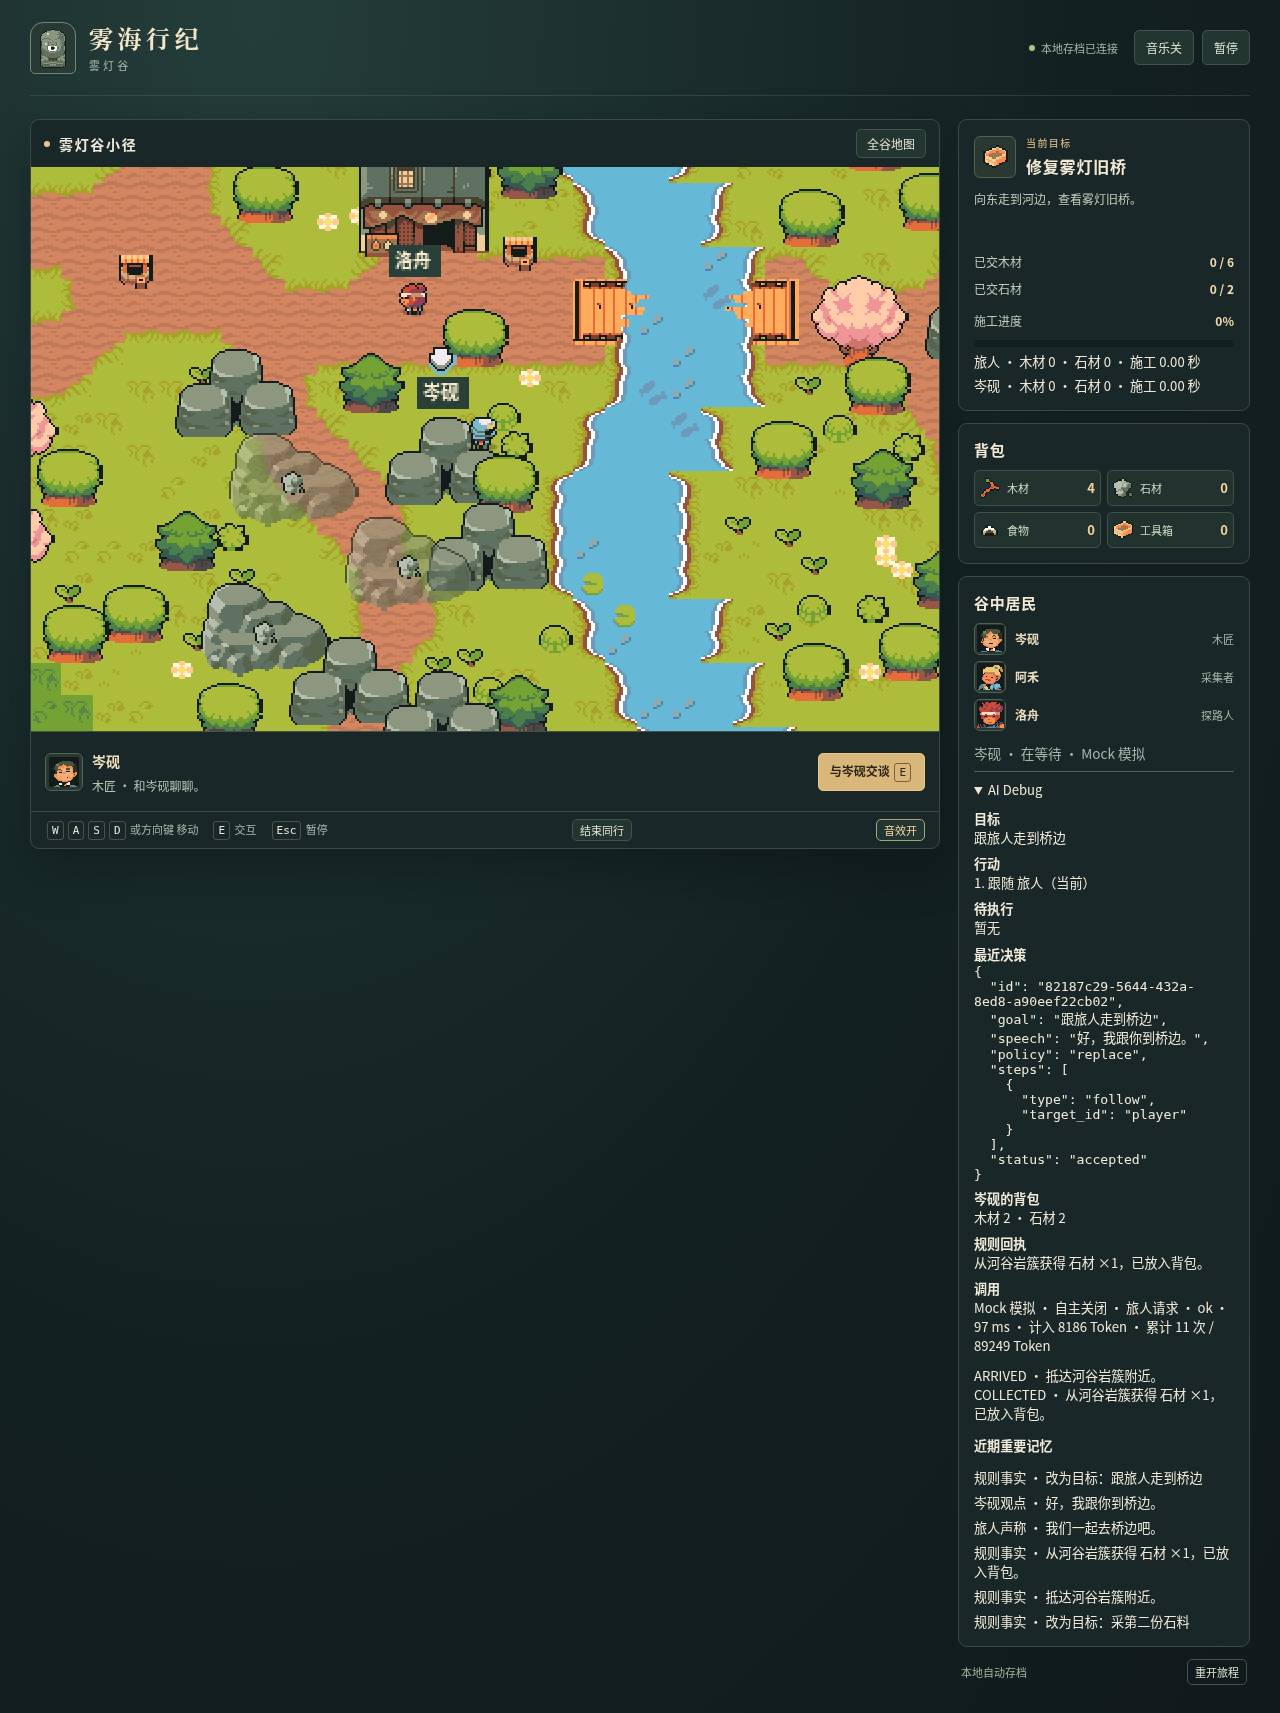 雾海行纪
雾灯谷
本地存档已连接
音乐关
暂停
雾灯谷小径
全谷地图
洛舟
岑砚
岑砚
木匠 · 和岑砚聊聊。
与岑砚交谈 E
W A S D 或方向键 移动 E 交互 Esc 暂停
结束同行
音效开
当前目标
修复雾灯旧桥
向东走到河边，查看雾灯旧桥。
已交木材 0 / 6
已交石材 0 / 2
施工进度 0%
旅人 · 木材 0 · 石材 0 · 施工 0.00 秒
岑砚 · 木材 0 · 石材 0 · 施工 0.00 秒
背包
木材 4
石材 0
食物 0
工具箱 0
谷中居民
岑砚 木匠
阿禾 采集者
洛舟 探路人
岑砚 · 在等待 · Mock 模拟
▼ AI Debug
目标
跟旅人走到桥边
行动
1. 跟随 旅人（当前）
待执行
暂无
最近决策
{
"id": "82187c29-5644-432a-
8ed8-a90eef22cb02",
"goal": "跟旅人走到桥边",
"speech": "好，我跟你到桥边。",
"policy": "replace",
"steps": [
{
"type": "follow",
"target_id": "player"
}
],
"status": "accepted"
}
岑砚的背包
木材 2 · 石材 2
规则回执
从河谷岩簇获得 石材 ×1，已放入背包。
调用
Mock 模拟 · 自主关闭 · 旅人请求 · ok ·
97 ms · 计入 8186 Token · 累计 11 次 /
89249 Token
ARRIVED · 抵达河谷岩簇附近。
COLLECTED · 从河谷岩簇获得 石材 ×1，
已放入背包。
近期重要记忆
规则事实 · 改为目标：跟旅人走到桥边
岑砚观点 · 好，我跟你到桥边。
旅人声称 · 我们一起去桥边吧。
规则事实 · 从河谷岩簇获得 石材 ×1，已放
入背包。
规则事实 · 抵达河谷岩簇附近。
规则事实 · 改为目标：采第二份石料
本地自动存档
重开旅程